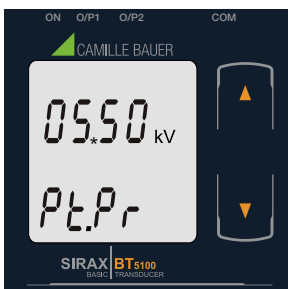 ON O/P1 O/P2 COM
CAMILLE BAUER
05.*50 kV
Pt.Pr
SIRAX BT5100
BASIC TRANSDUCER